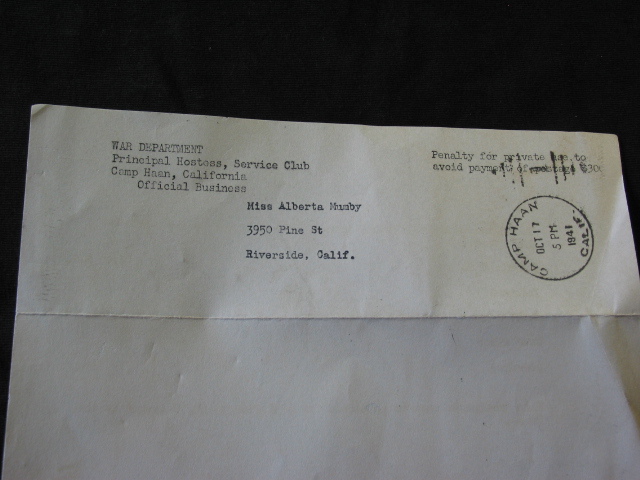 WAR DEPARTMENT
Principal Hostess, Service Club
Camp Haan, California
Official Business
Penalty for private use to
avoid payment of postage $300
Miss Alberta Mumby
3950 Pine St
Riverside, Calif.
CAMP HAAN
OCT 17
5 PM
1941
CALIF